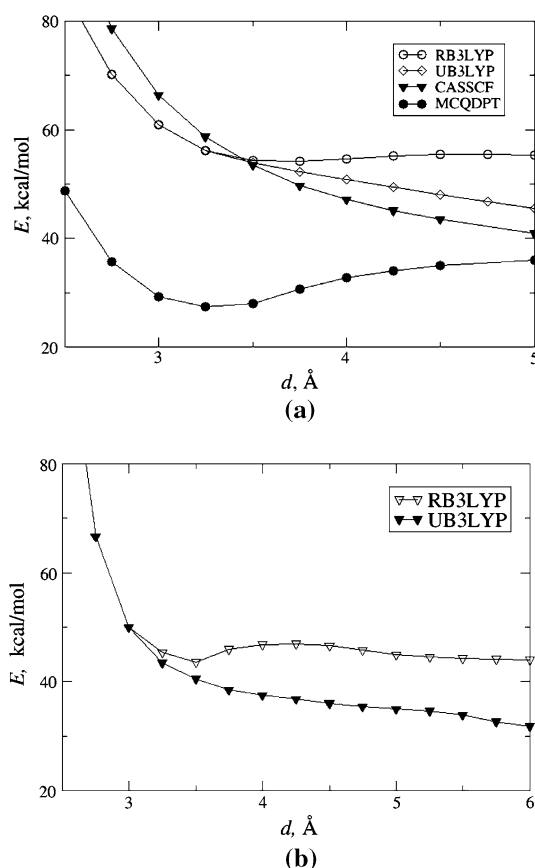 80
60
40
20
E, kcal/mol
RB3LYP
UB3LYP
CASSCF
MCQDPT
3
4
5
d, Å
(a)
80
60
40
20
E, kcal/mol
RB3LYP
UB3LYP
3
4
5
6
d, Å
(b)